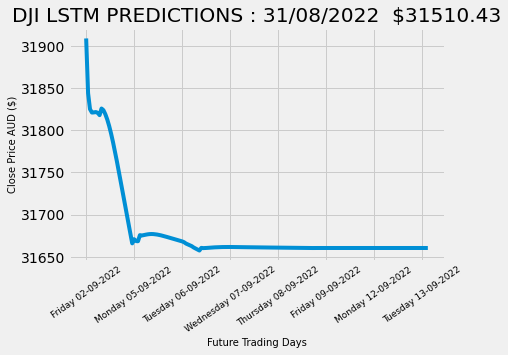 DJI LSTM PREDICTIONS : 31/08/2022 $31510.43
31900
31850
31800
31750
31700
31650
Close Price AUD ($)
Friday 02-09-2022
Monday 05-09-2022
Tuesday 06-09-2022
Wednesday 07-09-2022
Thursday 08-09-2022
Friday 09-09-2022
Monday 12-09-2022
Tuesday 13-09-2022
Future Trading Days